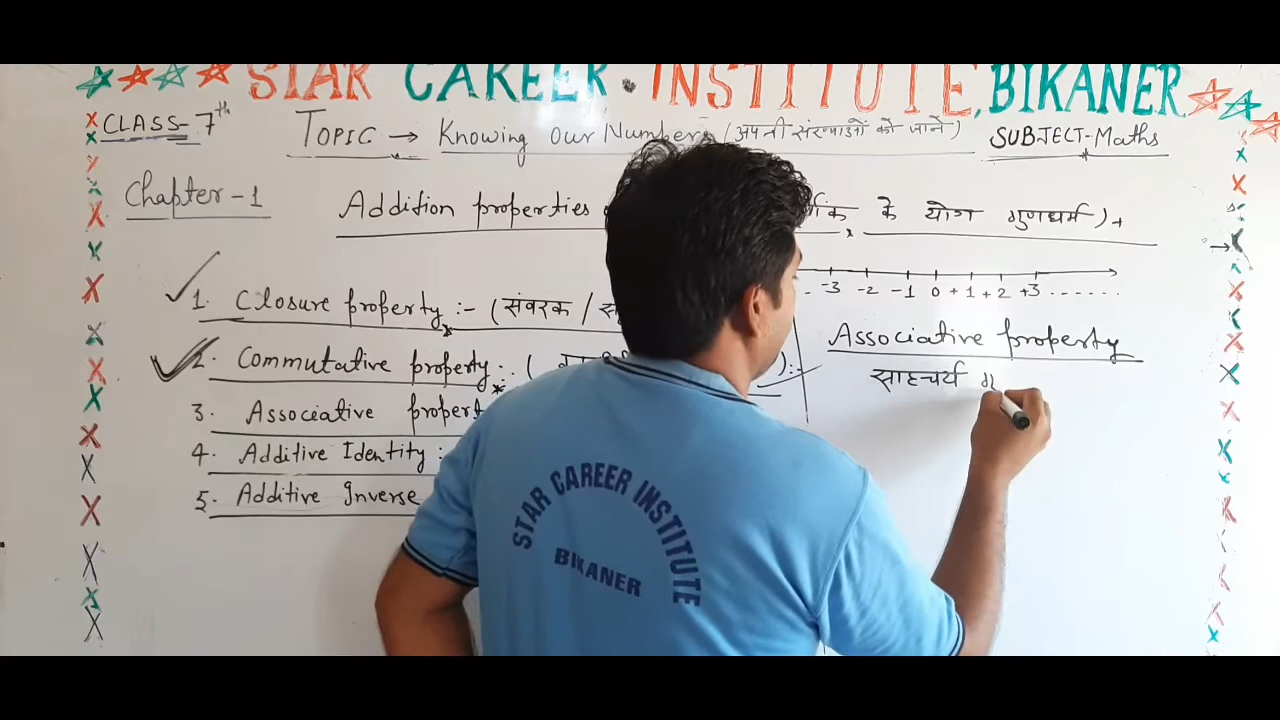 STAR CAREER INSTITUTE, BIKANER
CLASS-7th
TOPIC → Knowing Our Numbers (अपनी संख्याओं को जाने)
SUBJECT-Maths
Chapter-1
Addition properties
के योग गुणधर्म)
1. Closure property :- (संवरक /
2. Commutative property :
3. Associative
4. Additive Identity :
5. Additive Inverse
-3 -2 -1 0 +1 +2 +3 ......
Associative property
साहचर्य
STAR CAREER INSTITUTE
BIKANER